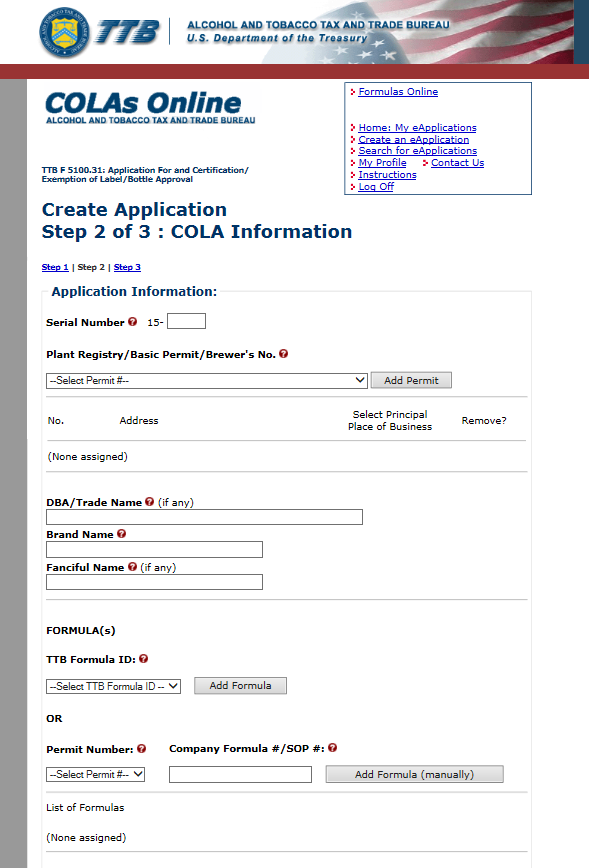 TTB
ALCOHOL AND TOBACCO TAX AND TRADE BUREAU
U.S. Department of the Treasury
COLAs Online
ALCOHOL AND TOBACCO TAX AND TRADE BUREAU
Formulas Online
Home: My eApplications
Create an eApplication
Search for eApplications
My Profile Contact Us
Instructions
Log Off
TTB F 5100.31: Application For and Certification/
Exemption of Label/Bottle Approval
Create Application
Step 2 of 3 : COLA Information
Step 1 | Step 2 | Step 3
Application Information:
Serial Number ? 15-
Plant Registry/Basic Permit/Brewer's No. ?
--Select Permit #-- Add Permit
No. Address Select Principal Place of Business Remove?
(None assigned)
DBA/Trade Name ? (if any)
Brand Name ?
Fanciful Name ? (if any)
FORMULA(s)
TTB Formula ID: ?
--Select TTB Formula ID -- Add Formula
OR
Permit Number: ? Company Formula #/SOP #: ?
--Select Permit #-- Add Formula (manually)
List of Formulas
(None assigned)